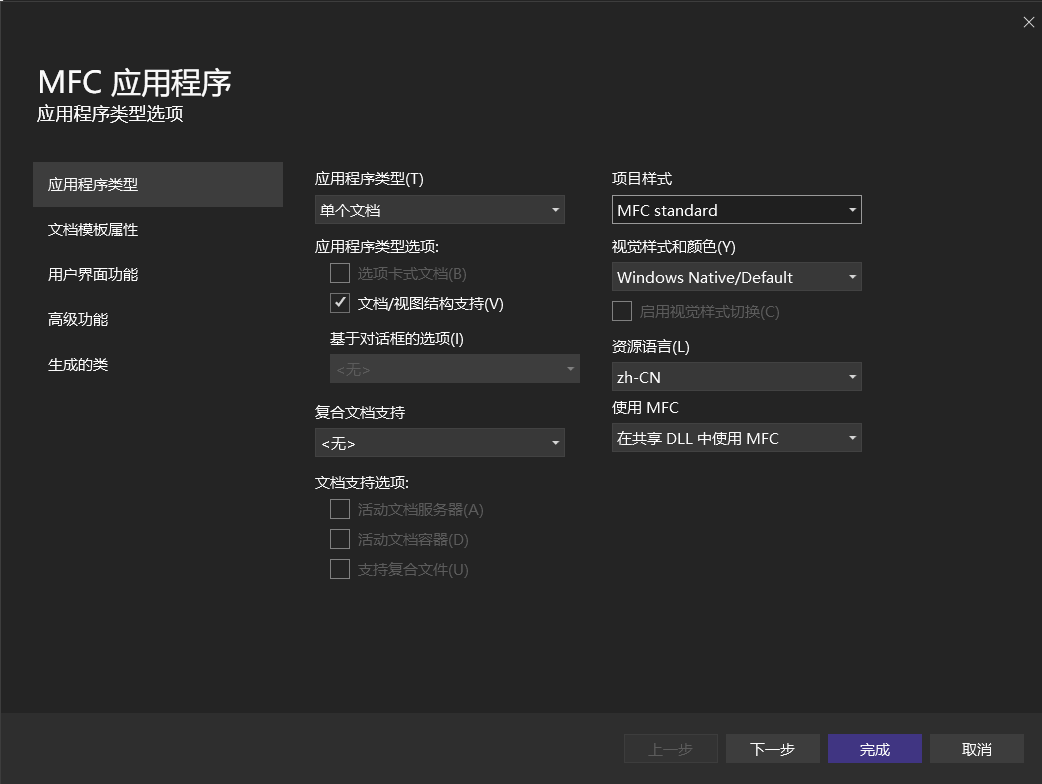 MFC 应用程序
应用程序类型选项
应用程序类型
文档模板属性
用户界面功能
高级功能
生成的类
应用程序类型(T)
单个文档
应用程序类型选项:
选项卡式文档(B)
文档/视图结构支持(V)
基于对话框的选项(I)
<无>
复合文档支持
<无>
文档支持选项:
活动文档服务器(A)
活动文档容器(D)
支持复合文件(U)
项目样式
MFC standard
视觉样式和颜色(Y)
Windows Native/Default
启用视觉样式切换(C)
资源语言(L)
zh-CN
使用 MFC
在共享 DLL 中使用 MFC
上一步
下一步
完成
取消